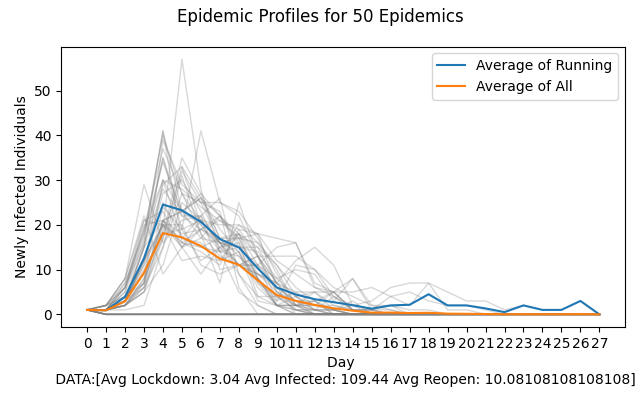 Epidemic Profiles for 50 Epidemics
Average of Running
Average of All
Newly Infected Individuals
50
40
30
20
10
0
0 1 2 3 4 5 6 7 8 9 10 11 12 13 14 15 16 17 18 19 20 21 22 23 24 25 26 27
Day
DATA:[Avg Lockdown: 3.04 Avg Infected: 109.44 Avg Reopen: 10.08108108108108]